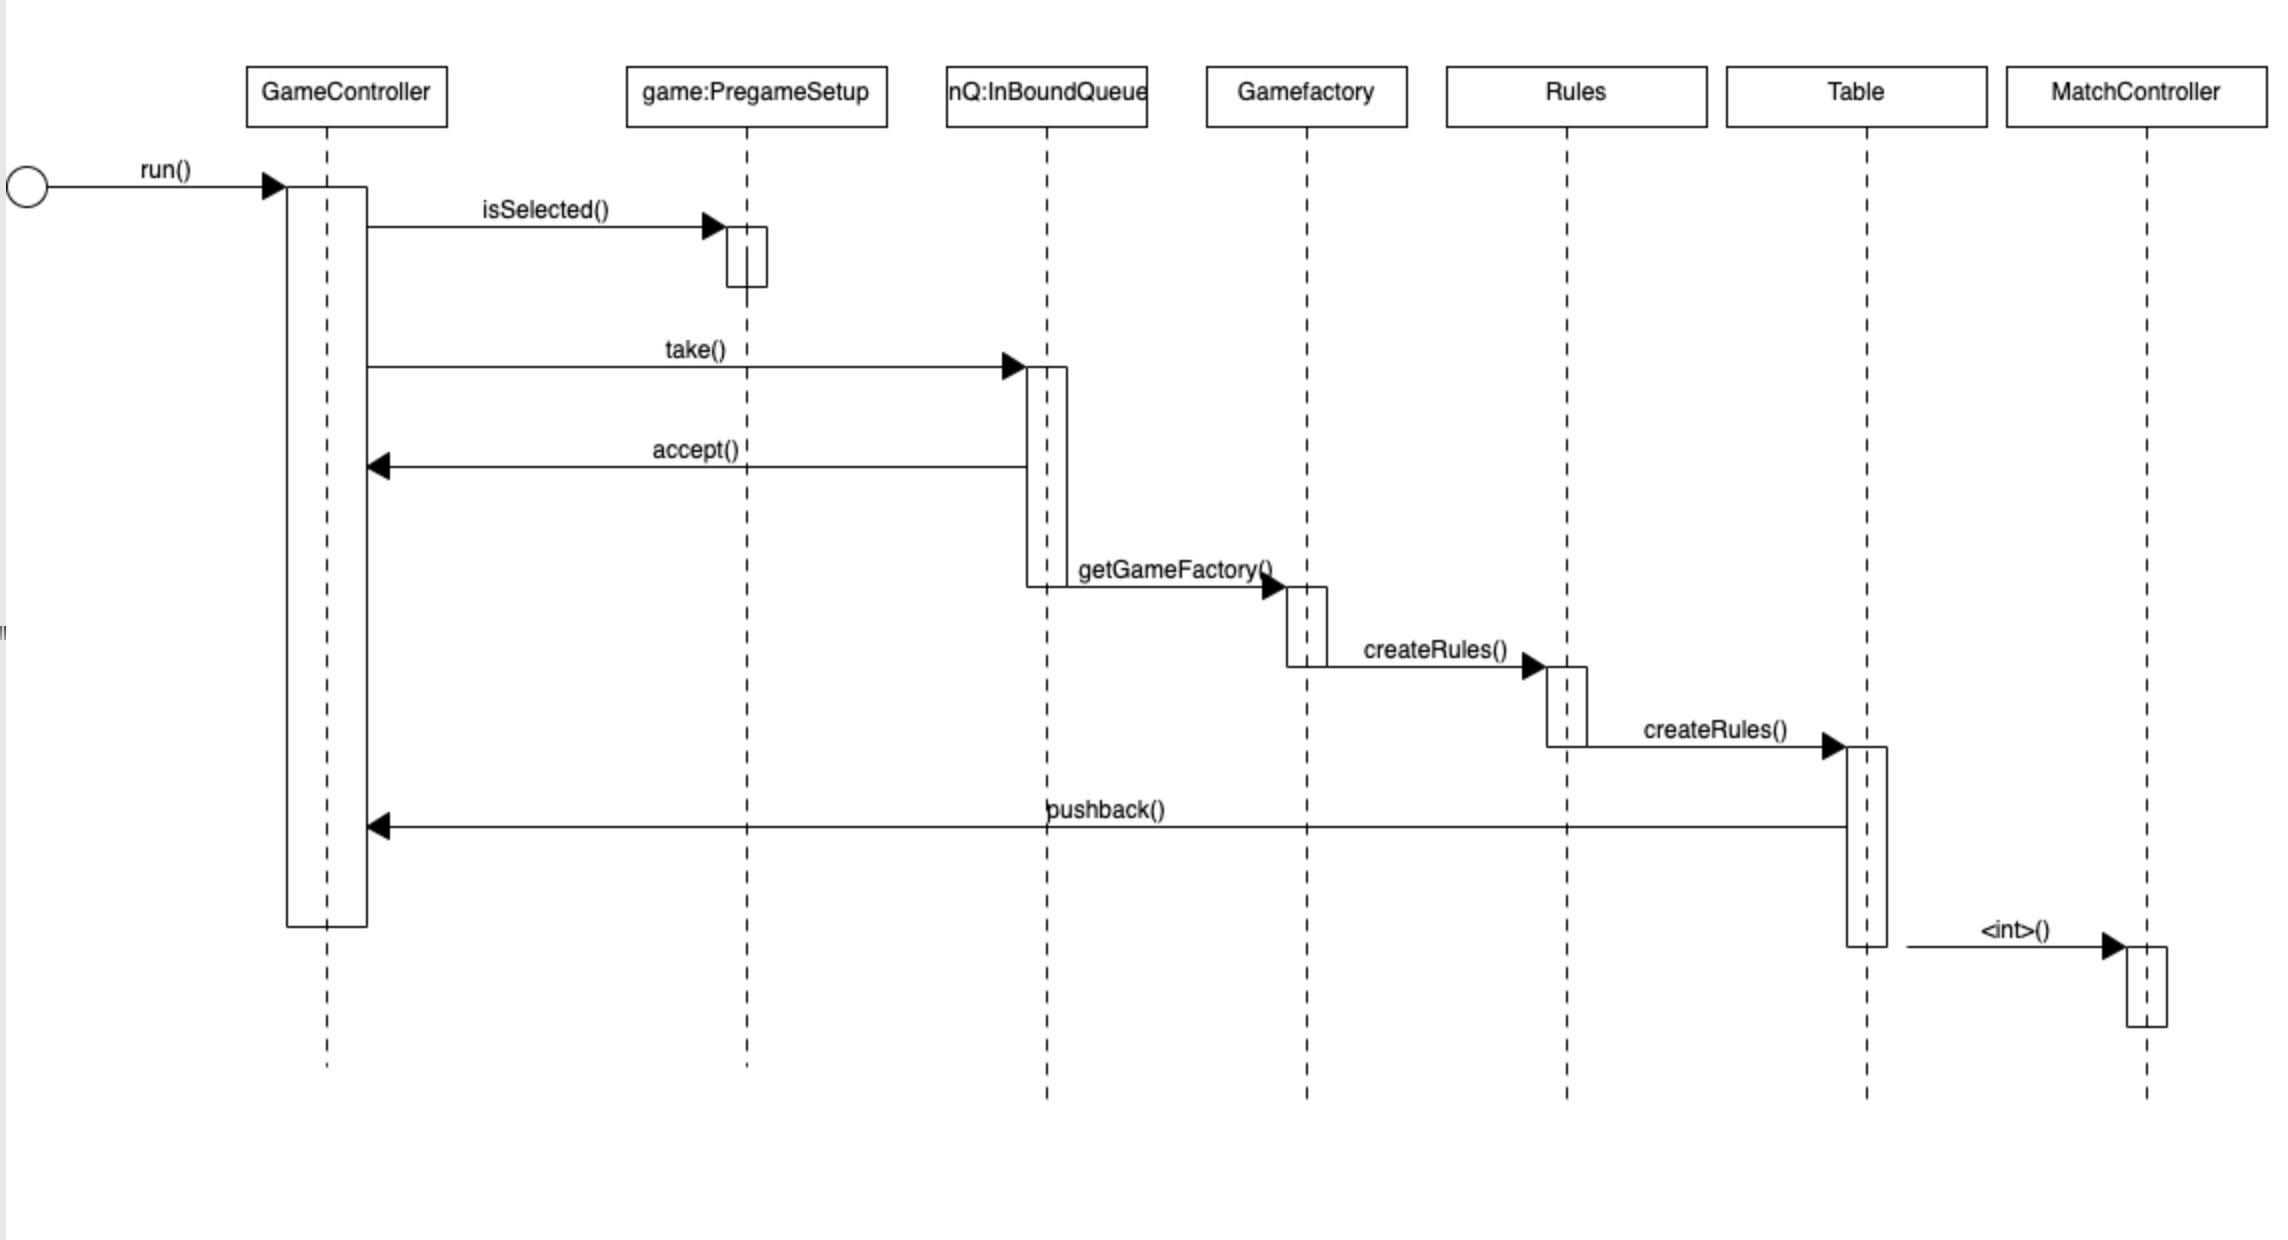 GameController
game:PregameSetup
nQ:InBoundQueue
Gamefactory
Rules
Table
MatchController
run()
isSelected()
take()
accept()
getGameFactory()
createRules()
createRules()
pushback()
<int>()